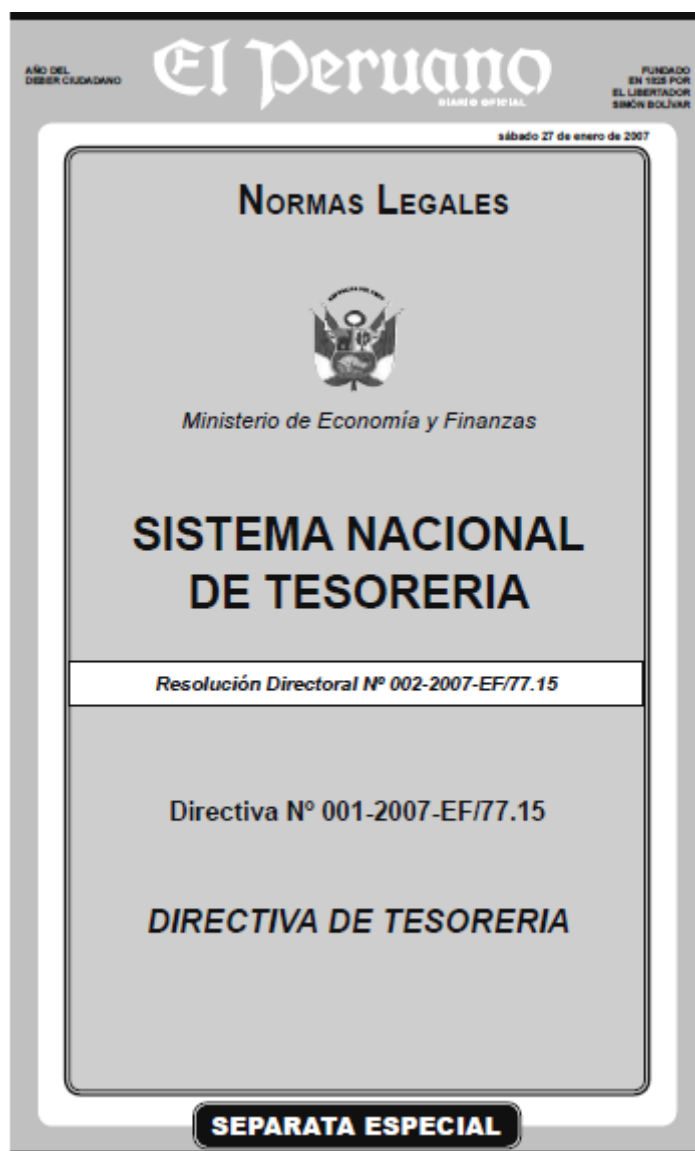 AÑO DEL
DEBER CIUDADANO
El Peruano
DIARIO OFICIAL
FUNDADO
EN 1825 POR
EL LIBERTADOR
SIMÓN BOLÍVAR
sábado 27 de enero de 2007
NORMAS LEGALES
Ministerio de Economía y Finanzas
SISTEMA NACIONAL
DE TESORERIA
Resolución Directoral Nº 002-2007-EF/77.15
Directiva Nº 001-2007-EF/77.15
DIRECTIVA DE TESORERIA
SEPARATA ESPECIAL